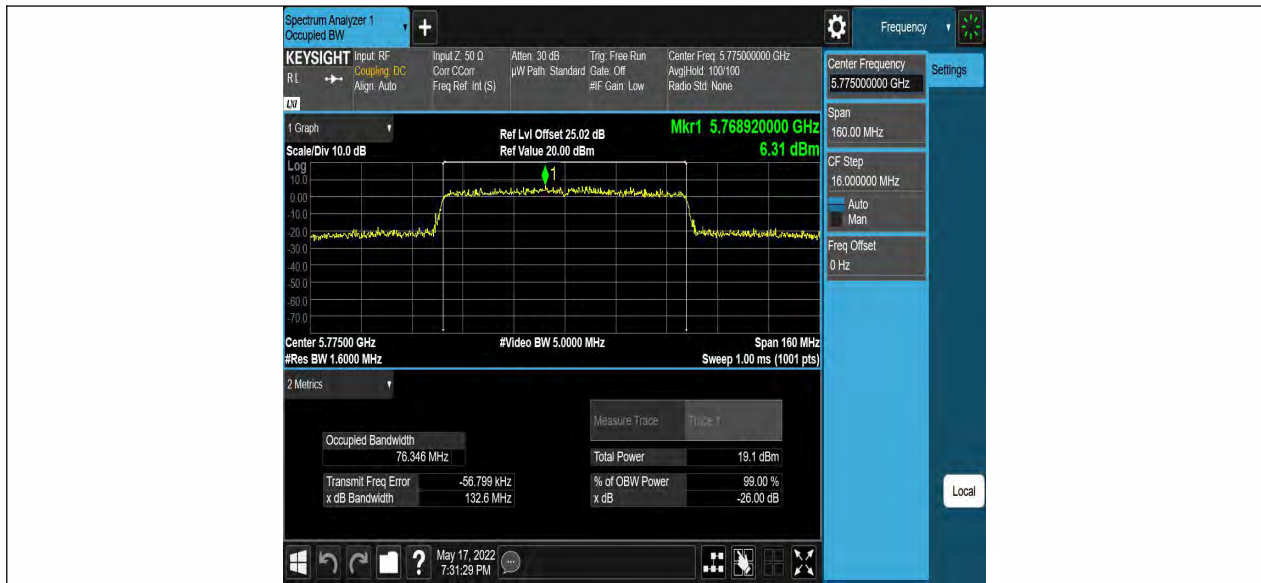 Spectrum Analyzer 1
Occupied BW
+
Frequency
KEYSIGHT Input: RF Input Z: 50 Ω Atten: 30 dB Trig: Free Run Center Freq: 5.775000000 GHz
RL Coupling: DC Corr CCorr µW Path: Standard Gate: Off Avg|Hold: 100/100
Align: Auto Freq Ref: Int (S) #IF Gain: Low Radio Std: None
LXI
Center Frequency
5.775000000 GHz
Settings
Span
160.00 MHz
CF Step
16.000000 MHz
Auto
Man
Freq Offset
0 Hz
Local
1 Graph
Ref Lvl Offset 25.02 dB
Mkr1 5.768920000 GHz
Scale/Div 10.0 dB
Ref Value 20.00 dBm
6.31 dBm
Log
1
10.0
0.00
-10.0
-20.0
-30.0
-40.0
-50.0
-60.0
-70.0
Center 5.77500 GHz #Video BW 5.0000 MHz Span 160 MHz
#Res BW 1.6000 MHz Sweep 1.00 ms (1001 pts)
2 Metrics
Measure Trace Trace 1
Occupied Bandwidth
76.346 MHz
Total Power 19.1 dBm
Transmit Freq Error -56.799 kHz % of OBW Power 99.00 %
x dB Bandwidth 132.6 MHz x dB -26.00 dB
? May 17, 2022
7:31:29 PM